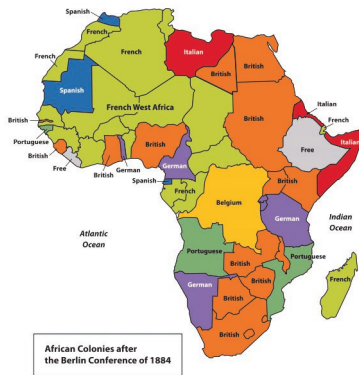 Spanish
French
French
French
Italian
British
British
Spanish
French West Africa
British
Portuguese
British
Free
British
German
British
German
Spanish
French
British
Italian
French
Free
Italian
Belgium
British
German
Indian
Ocean
Atlantic
Ocean
Portuguese
Portuguese
British
German
British
British
British
French
African Colonies after
the Berlin Conference of 1884